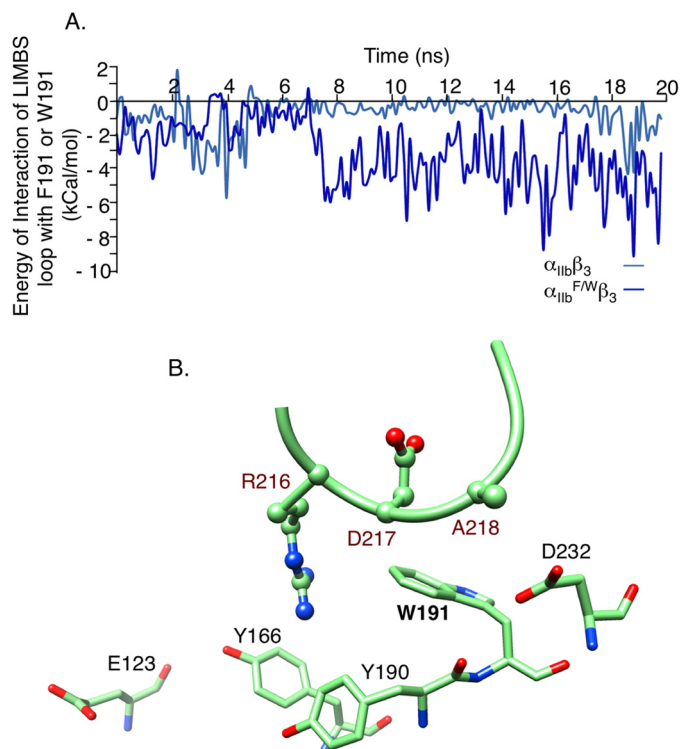 A.
Time (ns)
Energy of Interaction of LIMBS
loop with F191 or W191
(kCal/mol)
2
0
- 2
- 4
- 6
- 8
- 10
2 4 6 8 10 12 14 16 18 20
αIIbβ3
αIIbF/Wβ3
B.
R216
D217
A218
D232
W191
Y166
Y190
E123